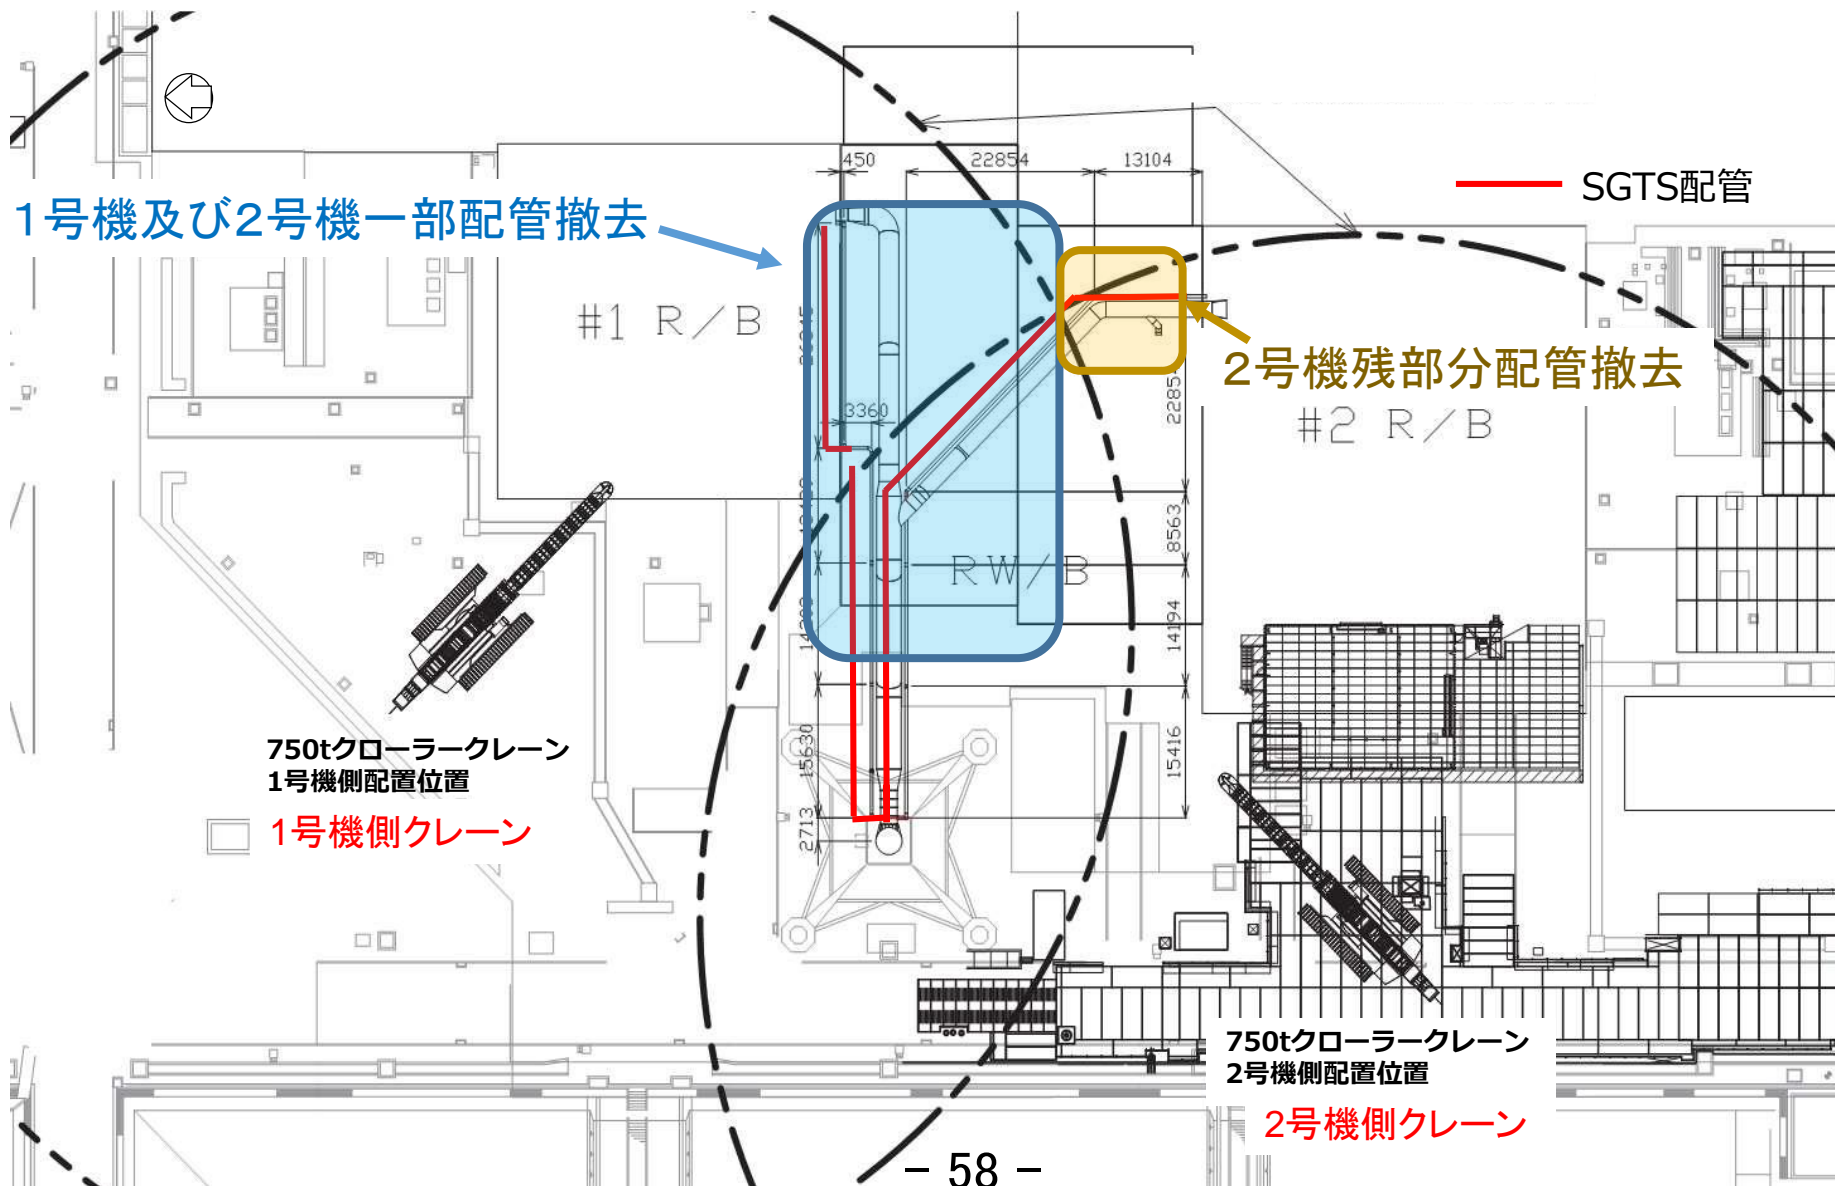 450
22854
13104
SGTS配管
1号機及び2号機一部配管撤去
#1 R/B
2号機残部分配管撤去
3360
#2 R/B
8563
RW/B
14194
750tクローラークレーン
1号機側配置位置
1号機側クレーン
15630
15416
2713
750tクローラークレーン
2号機側配置位置
2号機側クレーン
- 58 -